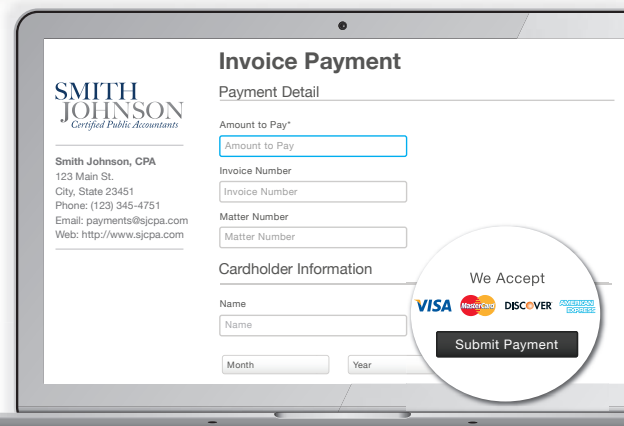 SMITH
JOHNSON
Certified Public Accountants
Smith Johnson, CPA
123 Main St.
City, State 23451
Phone: (123) 345-4751
Email: payments@sjcpa.com
Web: http://www.sjcpa.com
Invoice Payment
Payment Detail
Amount to Pay*
Amount to Pay
Invoice Number
Invoice Number
Matter Number
Matter Number
Cardholder Information
Name
Name
Month Year
We Accept
VISA MasterCard DISCOVER AMERICAN EXPRESS
Submit Payment